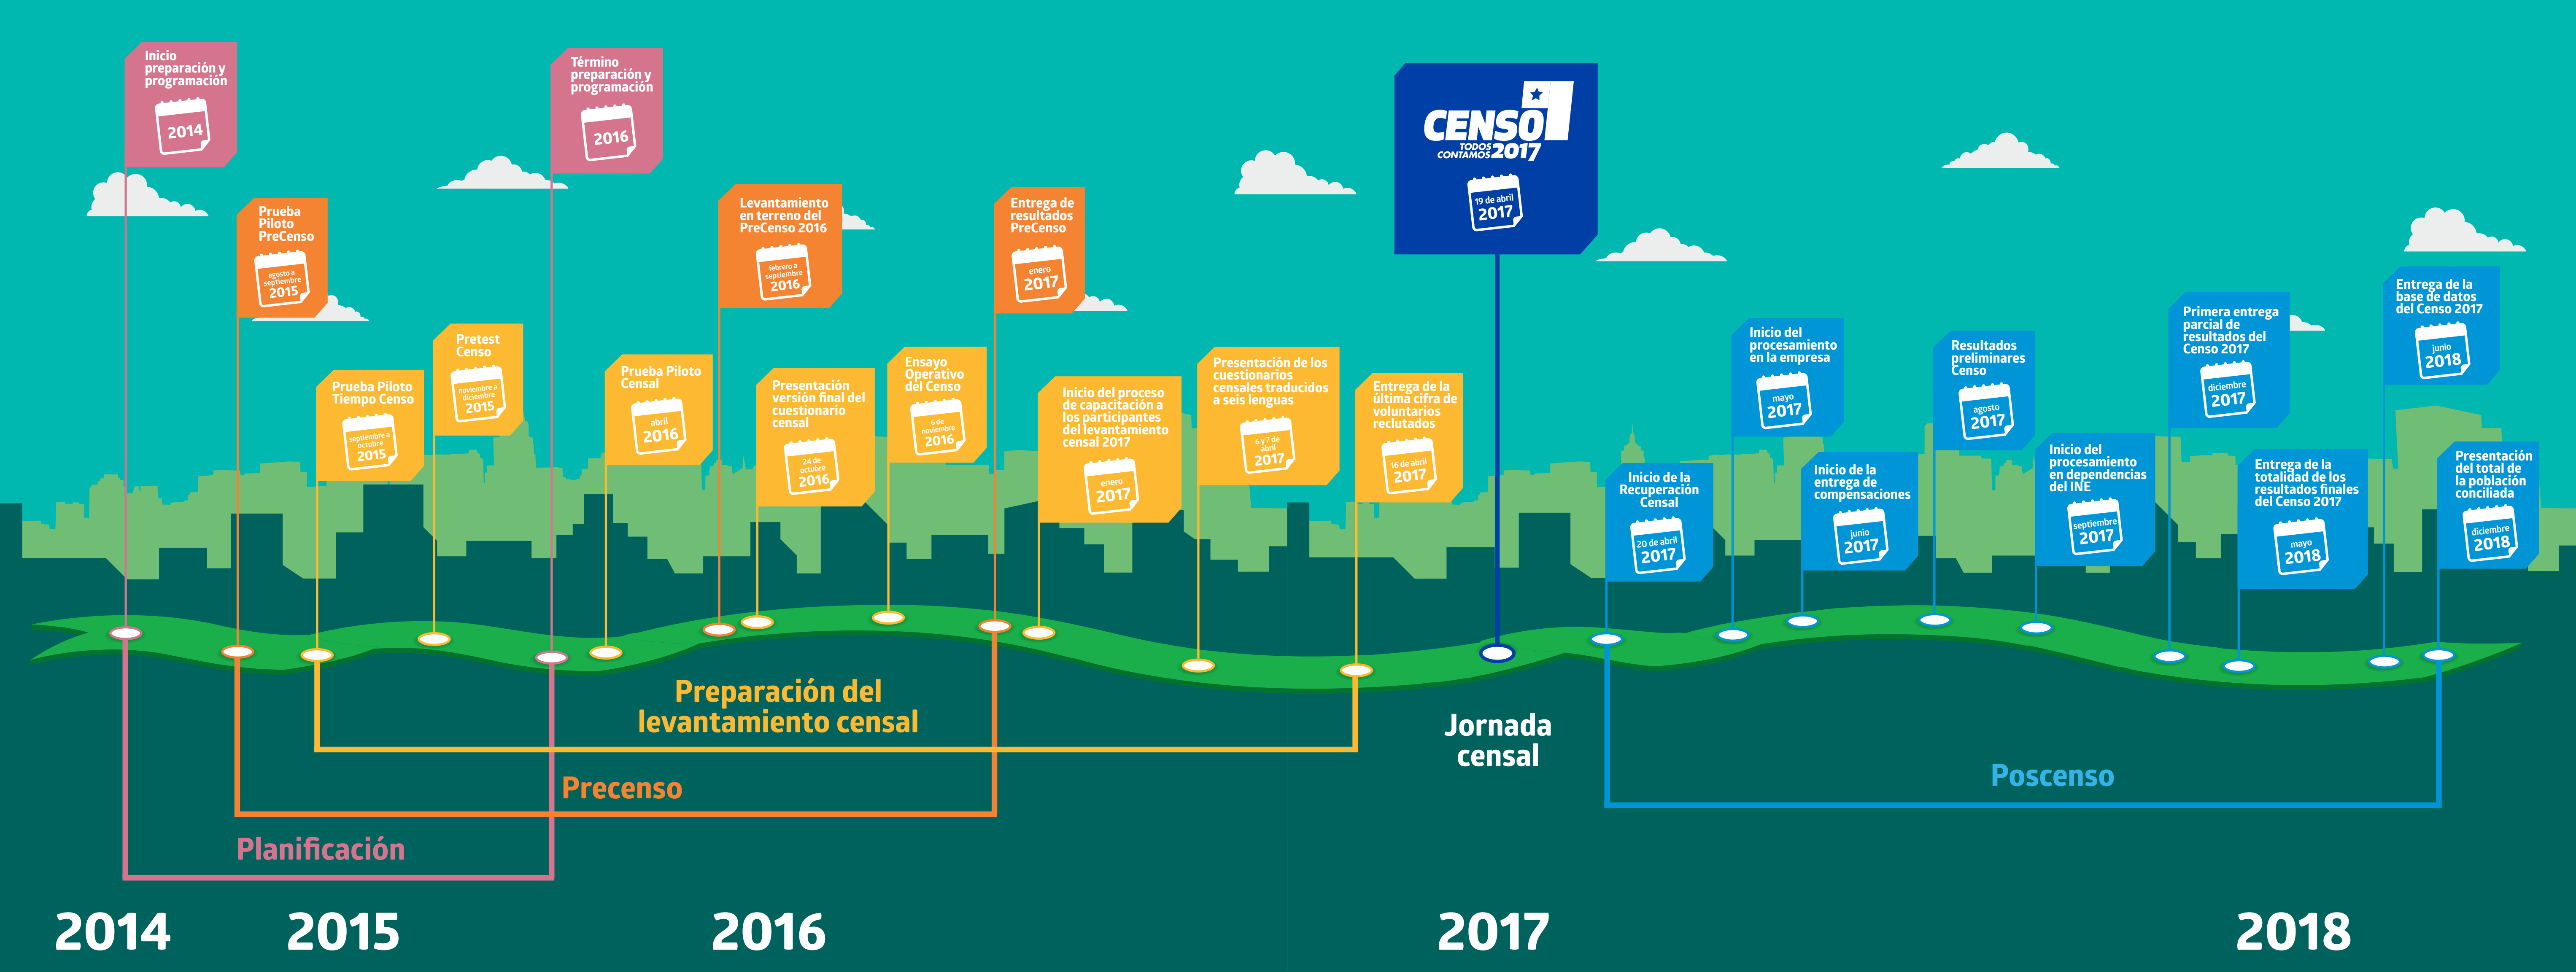 Inicio
preparación y
programación
2014
Prueba
Piloto
PreCenso
agosto a
septiembre
2015
Prueba Piloto
Tiempo Censo
septiembre a
octubre
2015
Pretest
Censo
noviembre a
diciembre
2015
Término
preparación y
programación
2016
Prueba Piloto
Censal
abril
2016
Levantamiento
en terreno del
PreCenso 2016
febrero a
septiembre
2016
Presentación
versión final del
cuestionario
censal
24 de
octubre
2016
Ensayo
Operativo
del Censo
6 de
noviembre
2016
Entrega de
resultados
PreCenso
enero
2017
Inicio del proceso
de capacitación a
los participantes
del levantamiento
censal 2017
enero
2017
Presentación de los
cuestionarios
censales traducidos
a seis lenguas
6 y 7 de
abril
2017
Entrega de la
última cifra de
voluntarios
reclutados
16 de abril
2017
CENSO
TODOS
CONTAMOS 2017
19 de abril
2017
Inicio de la
Recuperación
Censal
20 de abril
2017
Inicio del
procesamiento
en la empresa
mayo
2017
Inicio de la
entrega de
compensaciones
junio
2017
Resultados
preliminares
Censo
agosto
2017
Inicio del
procesamiento
en dependencias
del INE
septiembre
2017
Primera entrega
parcial de
resultados del
Censo 2017
diciembre
2017
Entrega de la
totalidad de los
resultados finales
del Censo 2017
mayo
2018
Entrega de la
base de datos
del Censo 2017
junio
2018
Presentación
del total de
la población
conciliada
diciembre
2018
Preparación del
levantamiento censal
Jornada
censal
Precenso
Poscenso
Planificación
2014
2015
2016
2017
2018